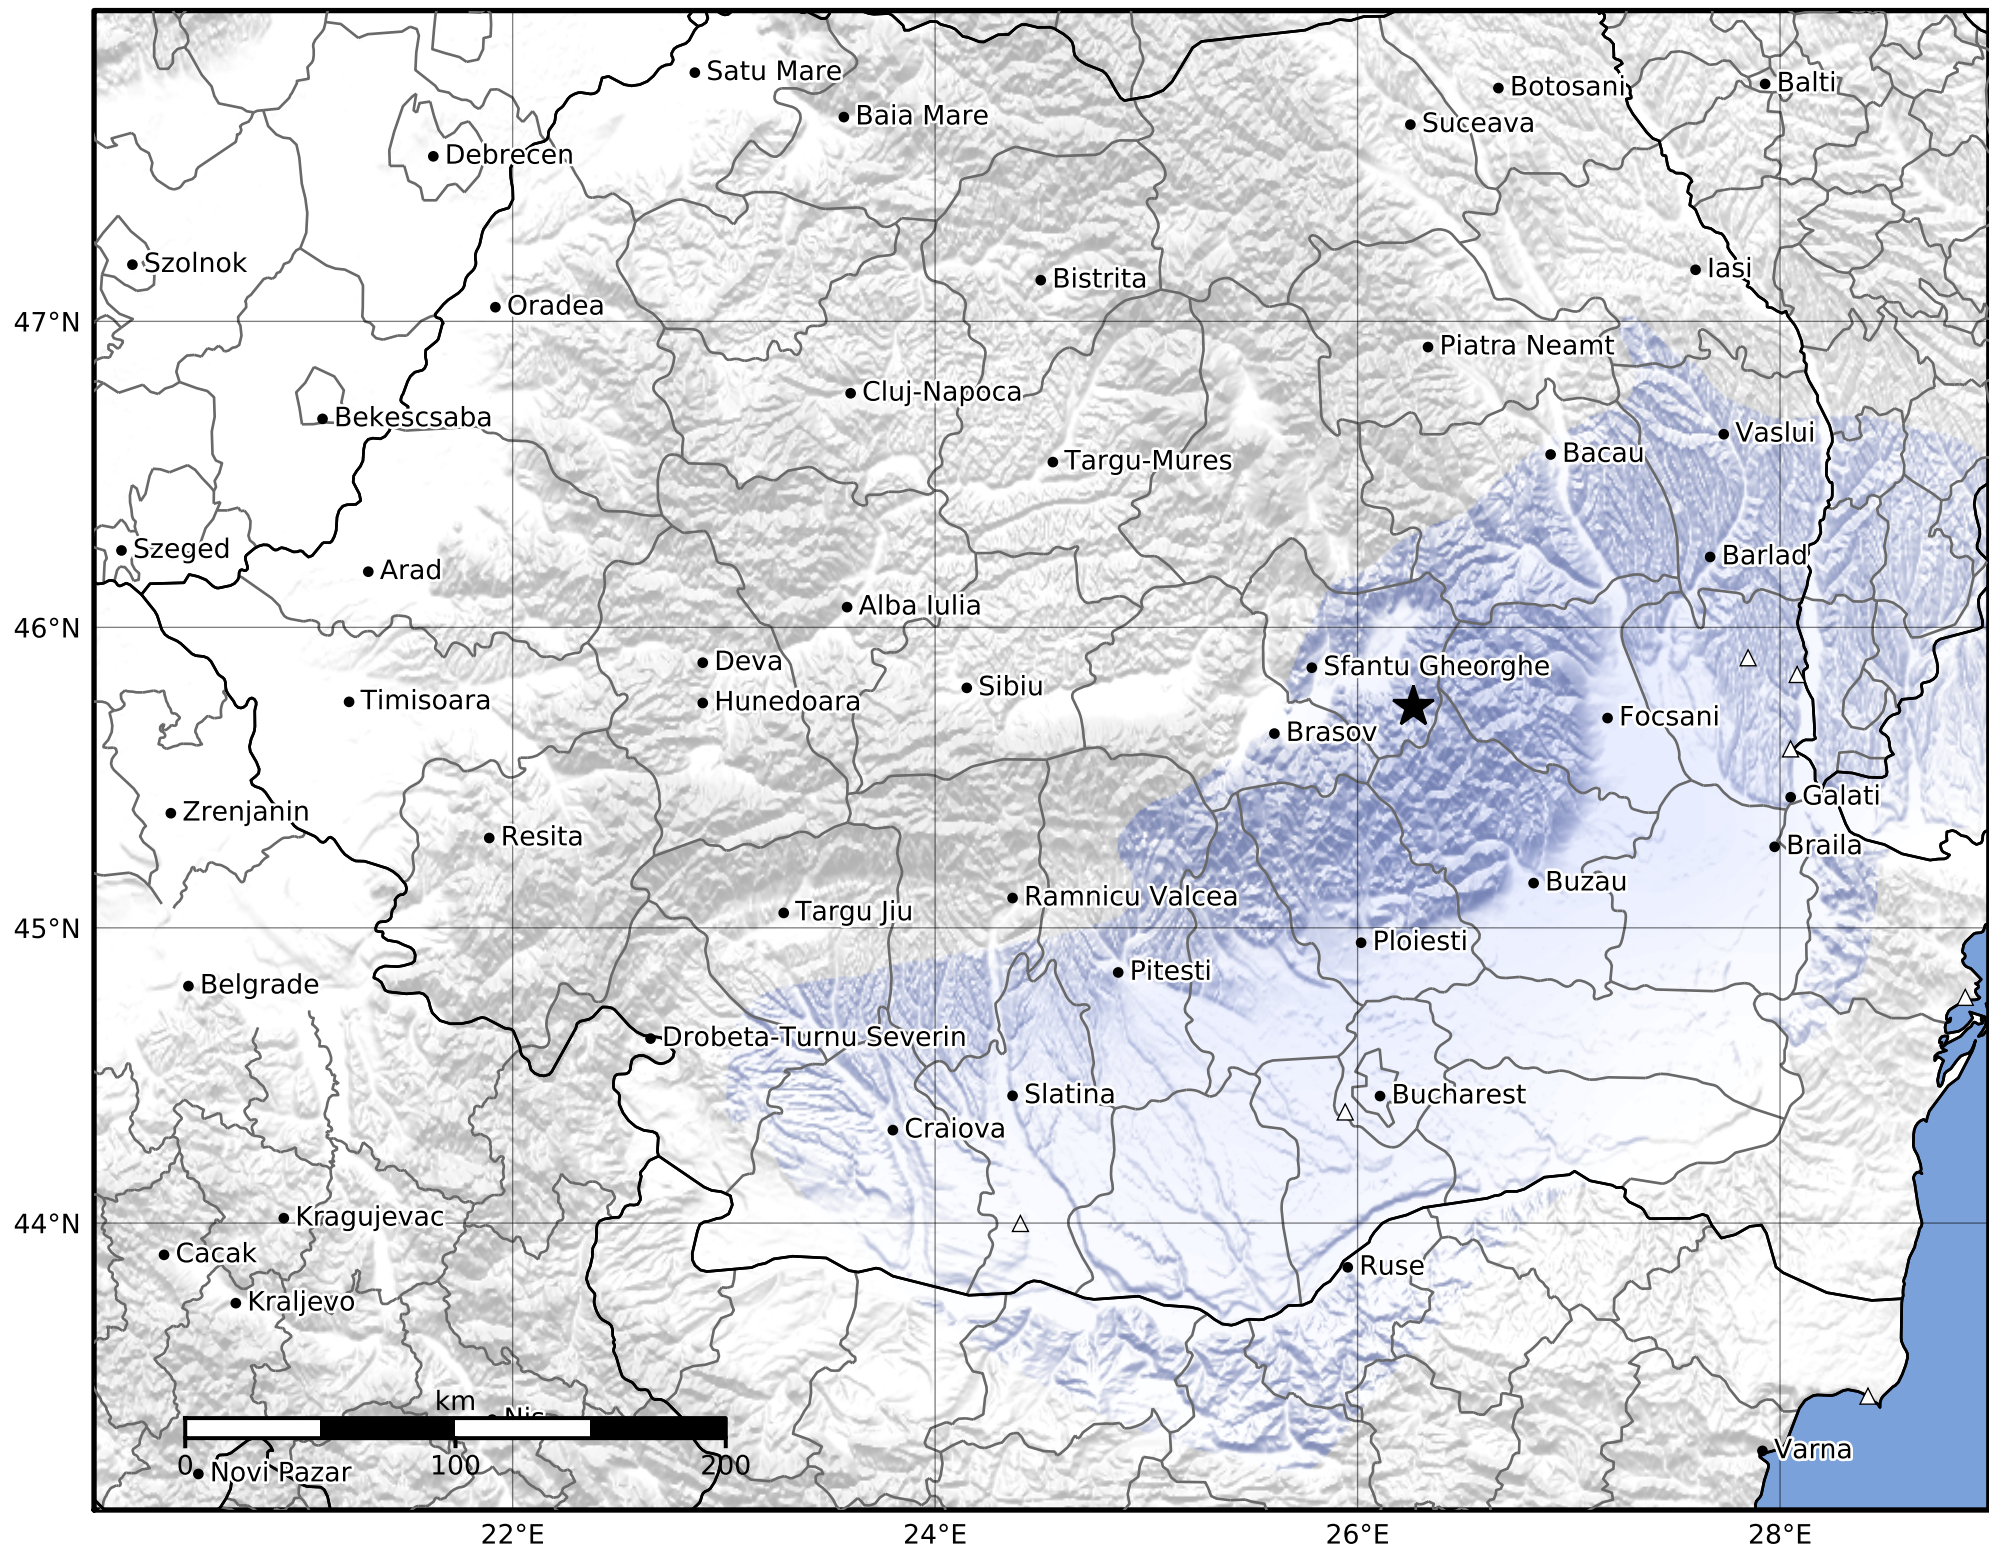 Satu Mare
Botosani
Balti
Baia Mare
Suceava
Debrecen
Szolnok
Iasi
Bistrita
Oradea
47°N
Piatra Neamt
Cluj-Napoca
Bekescsaba
Vaslui
Bacau
Targu-Mures
Szeged
Barlad
Arad
Alba Iulia
46°N
Deva
Sfantu Gheorghe
Sibiu
Timisoara
Hunedoara
Focsani
Brasov
Galati
Zrenjanin
Resita
Braila
Buzau
Ramnicu Valcea
Targu Jiu
45°N
Ploiesti
Pitesti
Belgrade
Drobeta-Turnu Severin
Slatina
Bucharest
Craiova
Kragujevac
44°N
Cacak
Ruse
Kraljevo
km
Nis
Varna
0 100 200
Novi Pazar
22°E 24°E 26°E 28°E